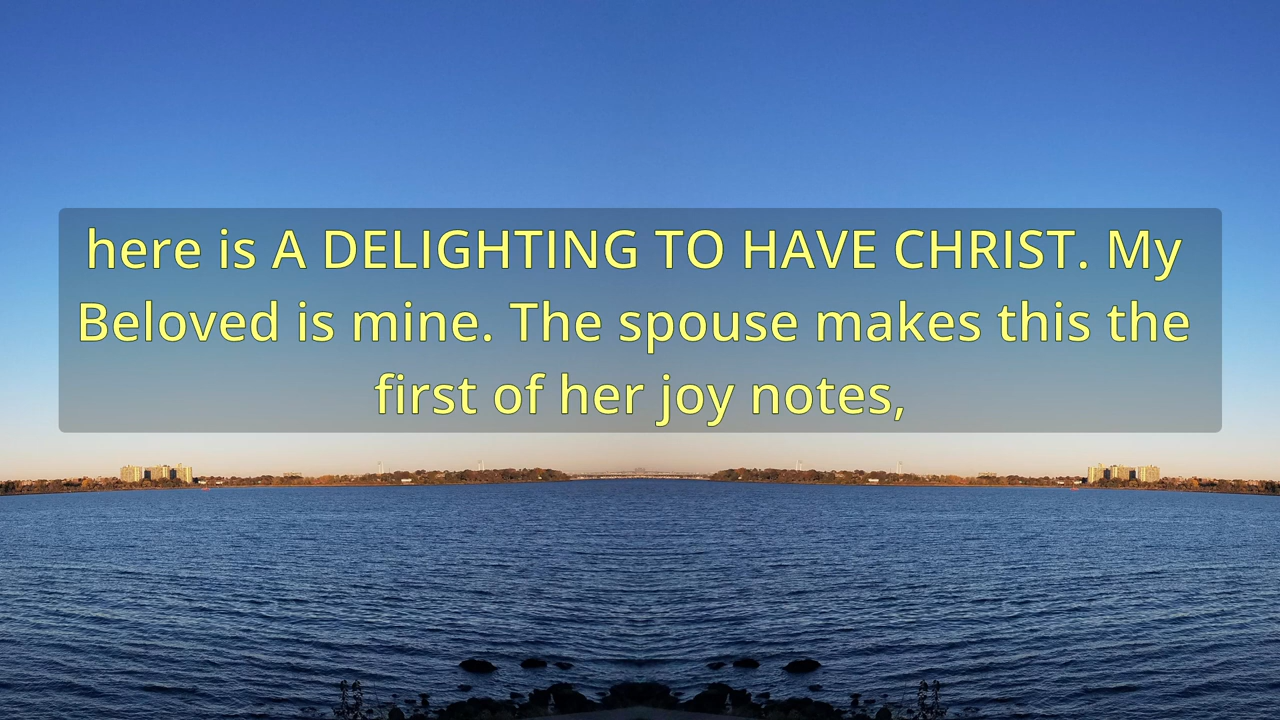 here is A DELIGHTING TO HAVE CHRIST. My
Beloved is mine. The spouse makes this the
first of her joy notes,